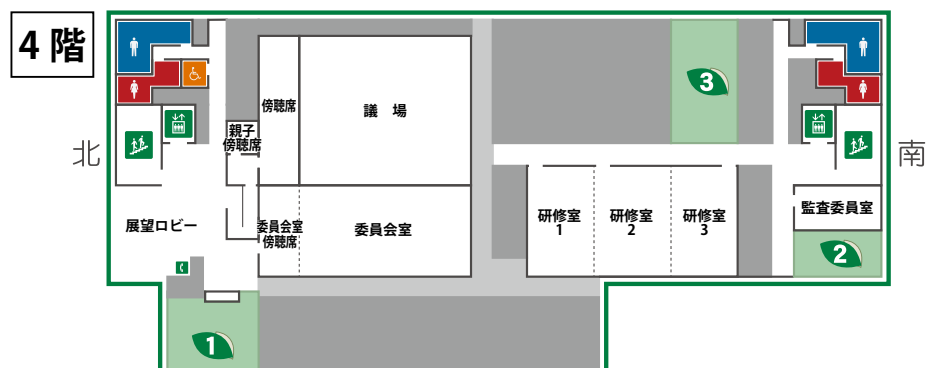 4 階
3
傍聴席
議 場
親子
傍聴席
北
南
展望ロビー
委員会室
傍聴席
委員会室
研修室
1
研修室
2
研修室
3
監査委員室
2
1